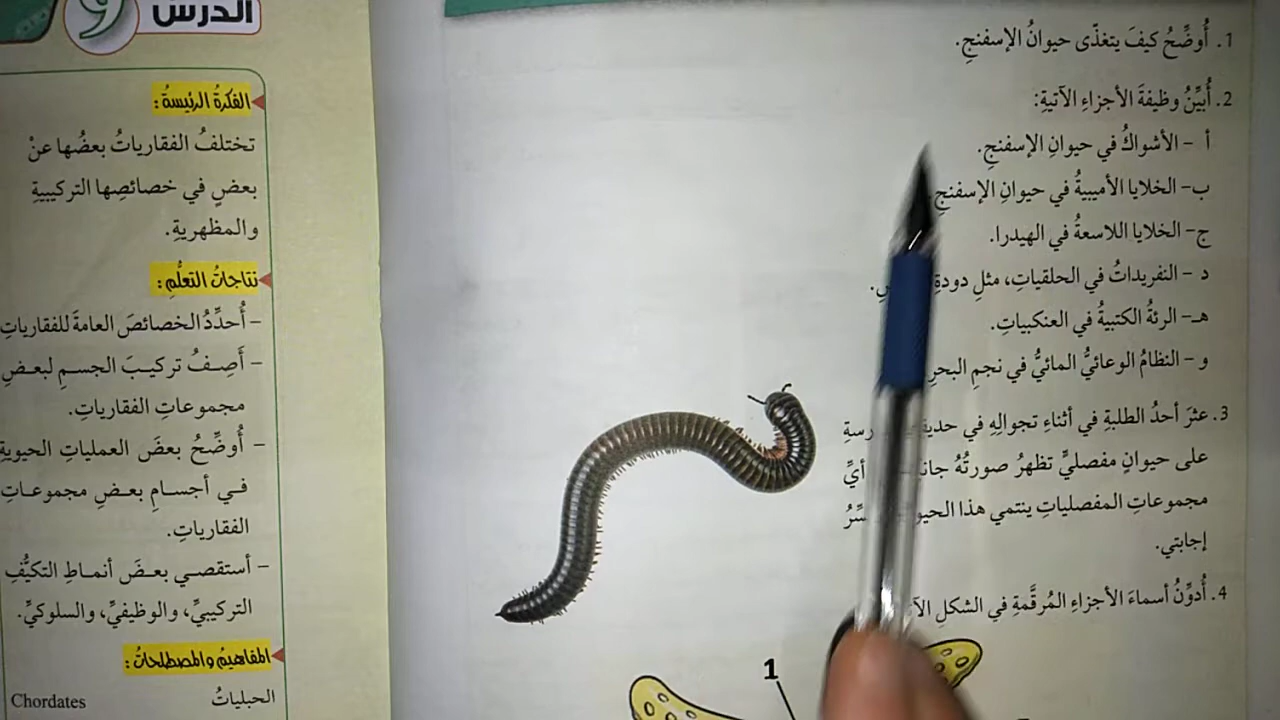 1. أُوضِّحُ كيفَ يتغذّى حيوانُ الإسفنجِ.
2. أُبيِّنُ وظيفةَ الأجزاءِ الآتيةِ:
أ - الأشواكُ في حيوانِ الإسفنجِ.
ب- الخلايا الأميبيةُ في حيوانِ الإسفنجِ
ج- الخلايا اللاسعةُ في الهيدرا.
د - النفريداتُ في الحلقياتِ، مثلِ دودةِ
هـ- الرئةُ الكتبيةُ في العنكبياتِ.
و - النظامُ الوعائيُّ المائيُّ في نجمِ البحرِ
3. عثرَ أحدُ الطلبةِ في أثناءِ تجوالِهِ في
على حيوانٍ مفصليٍّ تظهرُ صورتُهُ أيِّ
مجموعاتِ المفصلياتِ ينتمي هذا
إجابتي.
4. أُدوِّنُ أسماءَ الأجزاءِ المُرقَّمةِ في الشكلِ
1
الدرسُ 9
الفكرةُ الرئيسةُ:
تختلفُ الفقارياتُ بعضُها عنْ
بعضٍ في خصائصِها التركيبيةِ
والمظهريةِ.
نتاجاتُ التعلُّمِ:
- أُحدِّدُ الخصائصَ العامةَ للفقارياتِ
- أَصِفُ تركيبَ الجسمِ لبعضِ
مجموعاتِ الفقارياتِ.
- أُوضِّحُ بعضَ العملياتِ الحيويةِ
في أجسامِ بعضِ مجموعاتِ
الفقارياتِ.
- أستقصي بعضَ أنماطِ التكيُّفِ
التركيبيِّ، والوظيفيِّ، والسلوكيِّ.
المفاهيمُ والمصطلحاتُ:
الحبلياتُ Chordates